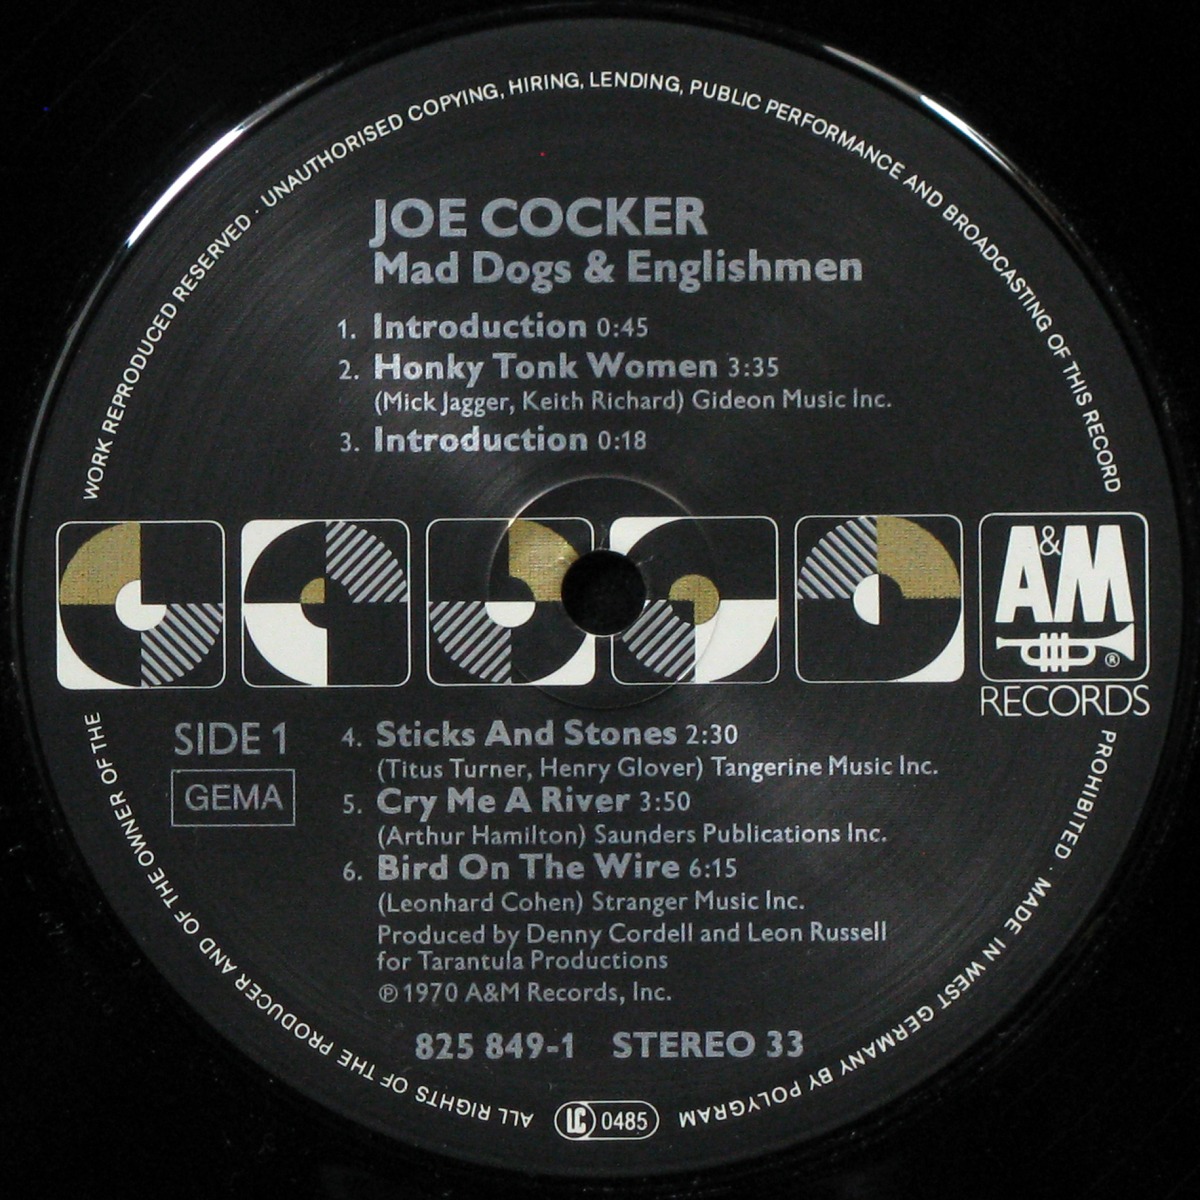 JOE COCKER
Mad Dogs & Englishmen
1. Introduction 0:45
2. Honky Tonk Women 3:35
(Mick Jagger, Keith Richard) Gideon Music Inc.
3. Introduction 0:18
A&M
®
RECORDS
SIDE 1
GEMA
4. Sticks And Stones 2:30
(Titus Turner, Henry Glover) Tangerine Music Inc.
5. Cry Me A River 3:50
(Arthur Hamilton) Saunders Publications Inc.
6. Bird On The Wire 6:15
(Leonhard Cohen) Stranger Music Inc.
Produced by Denny Cordell and Leon Russell
for Tarantula Productions
℗ 1970 A&M Records, Inc.
825 849-1 STEREO 33
ALL RIGHTS OF THE PRODUCER AND OF THE OWNER OF THE WORK REPRODUCED RESERVED · UNAUTHORISED COPYING, HIRING, LENDING, PUBLIC PERFORMANCE AND BROADCASTING OF THIS RECORD PROHIBITED · MADE IN WEST GERMANY BY POLYGRAM
LC 0485